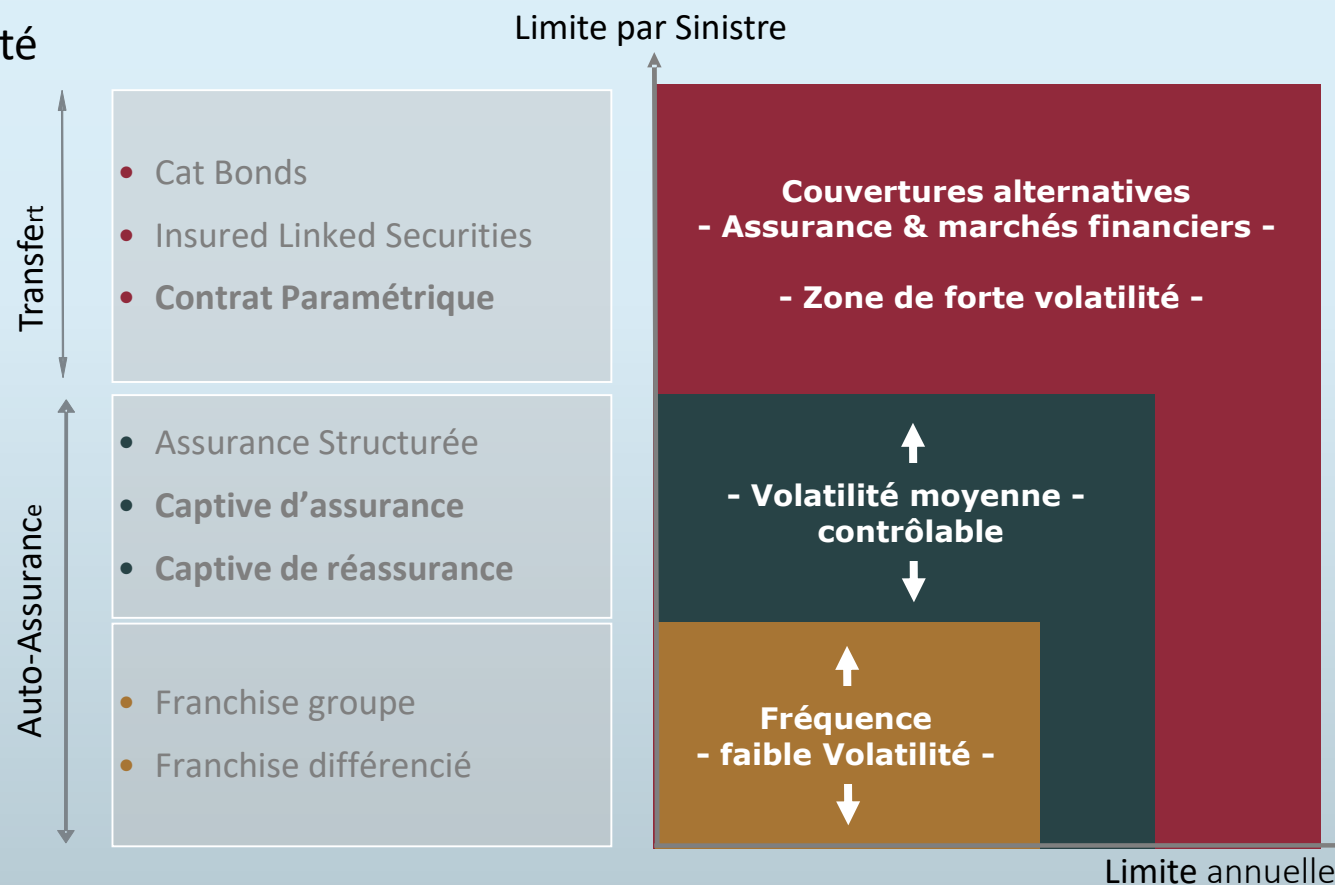 té
Limite par Sinistre
Transfert
• Cat Bonds
• Insured Linked Securities
• Contrat Paramétrique
Couvertures alternatives
- Assurance & marchés financiers -
- Zone de forte volatilité -
Auto-Assurance
• Assurance Structurée
• Captive d’assurance
• Captive de réassurance
- Volatilité moyenne -
contrôlable
• Franchise groupe
• Franchise différencié
Fréquence
- faible Volatilité -
Limite annuelle